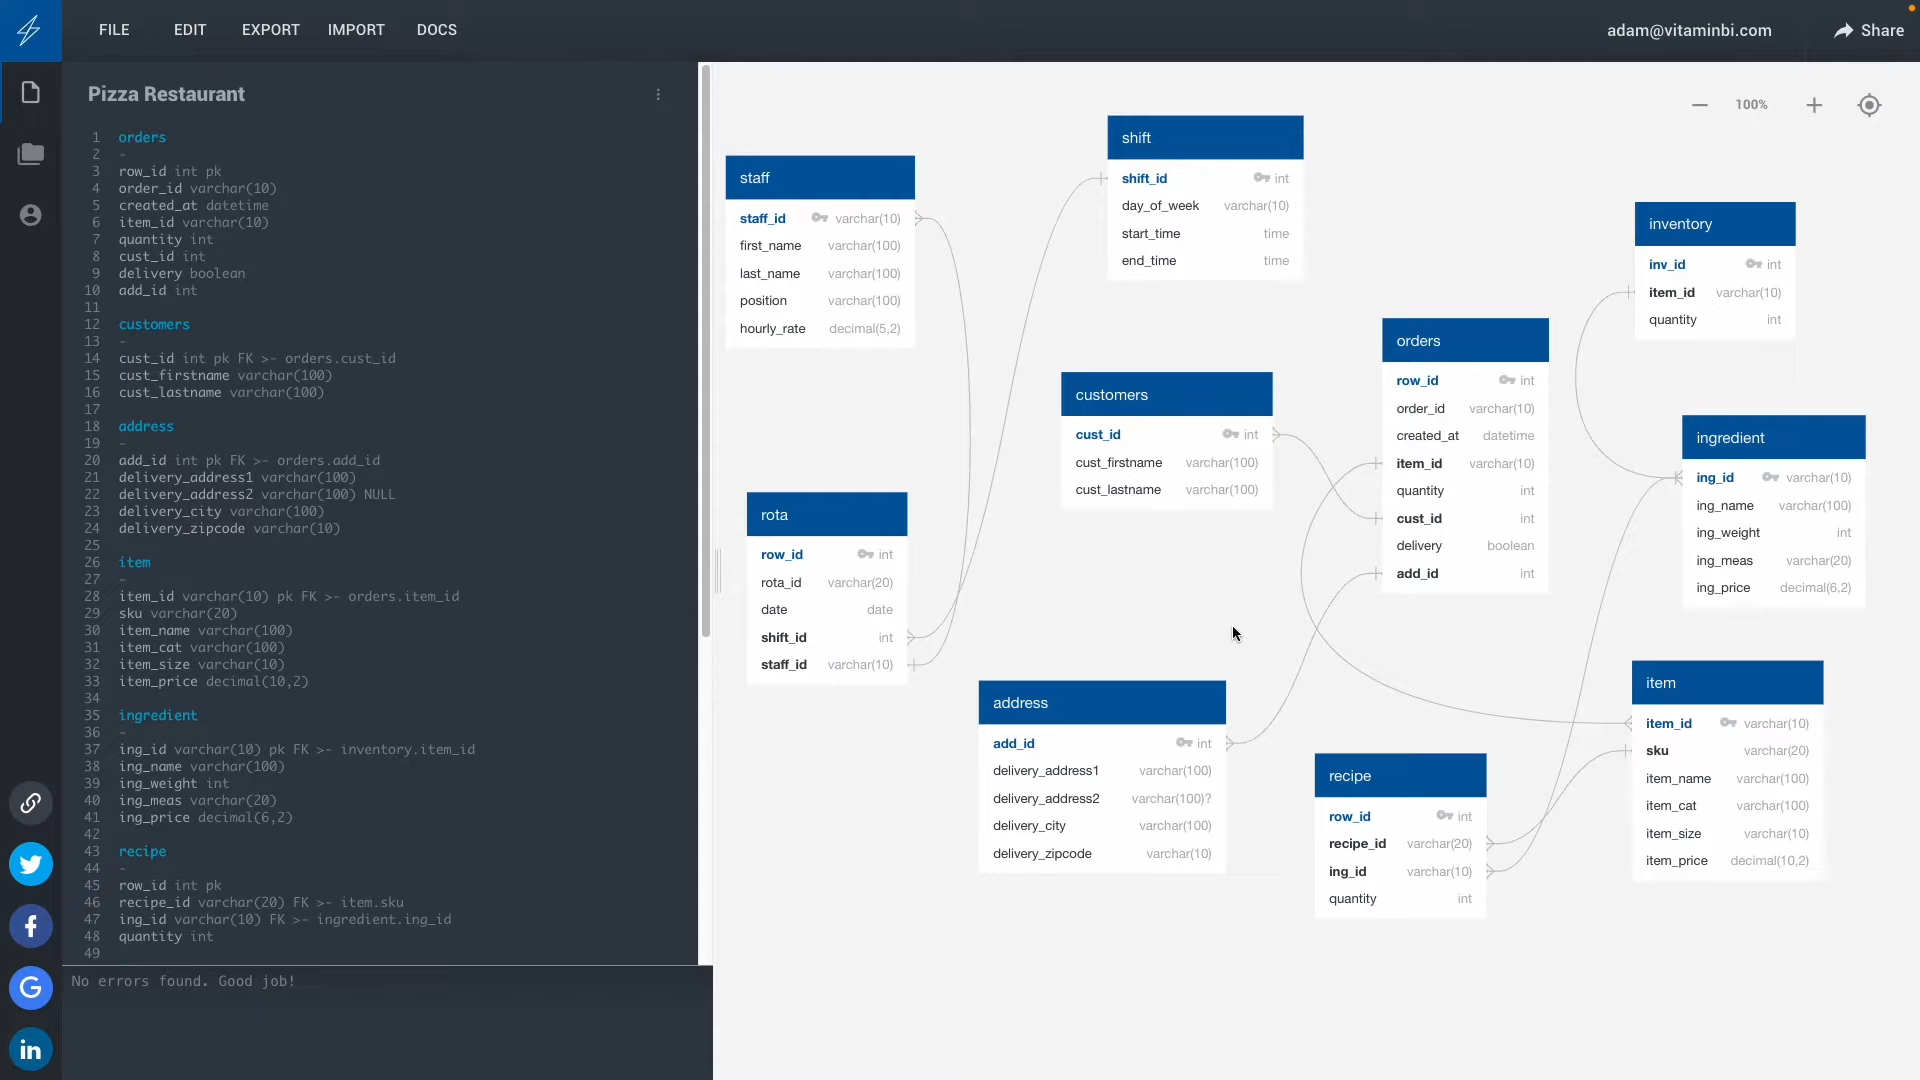 FILE
EDIT
EXPORT
IMPORT
DOCS
adam@vitaminbi.com
Share
Pizza Restaurant
1 orders
2 -
3 row_id int pk
4 order_id varchar(10)
5 created_at datetime
6 item_id varchar(10)
7 quantity int
8 cust_id int
9 delivery boolean
10 add_id int
11
12 customers
13 -
14 cust_id int pk FK >- orders.cust_id
15 cust_firstname varchar(100)
16 cust_lastname varchar(100)
17
18 address
19 -
20 add_id int pk FK >- orders.add_id
21 delivery_address1 varchar(100)
22 delivery_address2 varchar(100) NULL
23 delivery_city varchar(100)
24 delivery_zipcode varchar(10)
25
26 item
27 -
28 item_id varchar(10) pk FK >- orders.item_id
29 sku varchar(20)
30 item_name varchar(100)
31 item_cat varchar(100)
32 item_size varchar(10)
33 item_price decimal(10,2)
34
35 ingredient
36 -
37 ing_id varchar(10) pk FK >- inventory.item_id
38 ing_name varchar(100)
39 ing_weight int
40 ing_meas varchar(20)
41 ing_price decimal(6,2)
42
43 recipe
44 -
45 row_id int pk
46 recipe_id varchar(20) FK >- item.sku
47 ing_id varchar(10) FK >- ingredient.ing_id
48 quantity int
49
No errors found. Good job!
100%
staff
staff_id varchar(10)
first_name varchar(100)
last_name varchar(100)
position varchar(100)
hourly_rate decimal(5,2)
shift
shift_id int
day_of_week varchar(10)
start_time time
end_time time
inventory
inv_id int
item_id varchar(10)
quantity int
orders
row_id int
order_id varchar(10)
created_at datetime
item_id varchar(10)
quantity int
cust_id int
delivery boolean
add_id int
customers
cust_id int
cust_firstname varchar(100)
cust_lastname varchar(100)
ingredient
ing_id varchar(10)
ing_name varchar(100)
ing_weight int
ing_meas varchar(20)
ing_price decimal(6,2)
rota
row_id int
rota_id varchar(20)
date date
shift_id int
staff_id varchar(10)
address
add_id int
delivery_address1 varchar(100)
delivery_address2 varchar(100)?
delivery_city varchar(100)
delivery_zipcode varchar(10)
item
item_id varchar(10)
sku varchar(20)
item_name varchar(100)
item_cat varchar(100)
item_size varchar(10)
item_price decimal(10,2)
recipe
row_id int
recipe_id varchar(20)
ing_id varchar(10)
quantity int